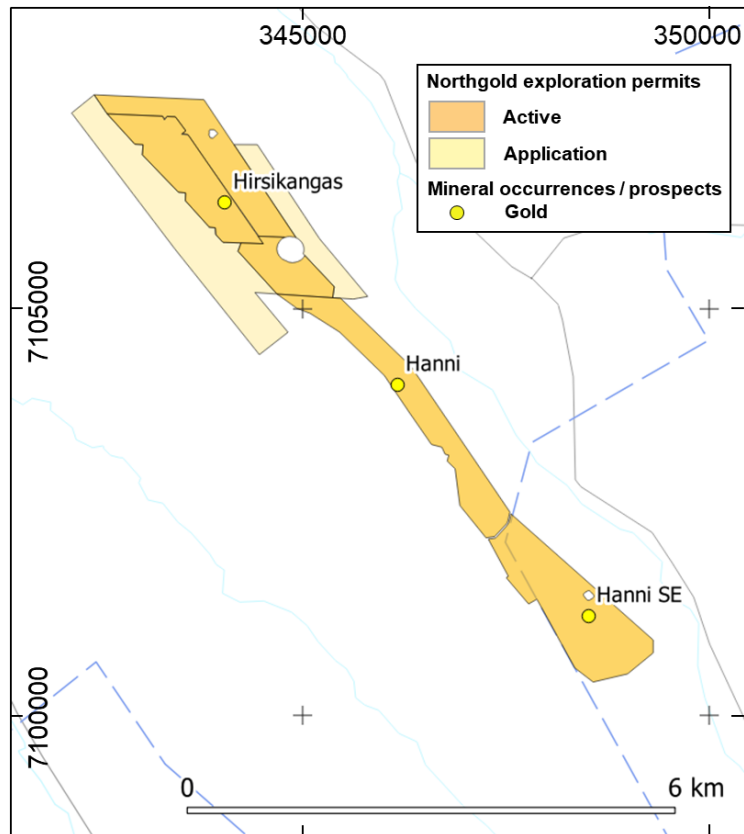 345000
350000
Northgold exploration permits
Active
Application
Mineral occurrences / prospects
Gold
Hirsikangas
7105000
Hanni
Hanni SE
7100000
0
6 km